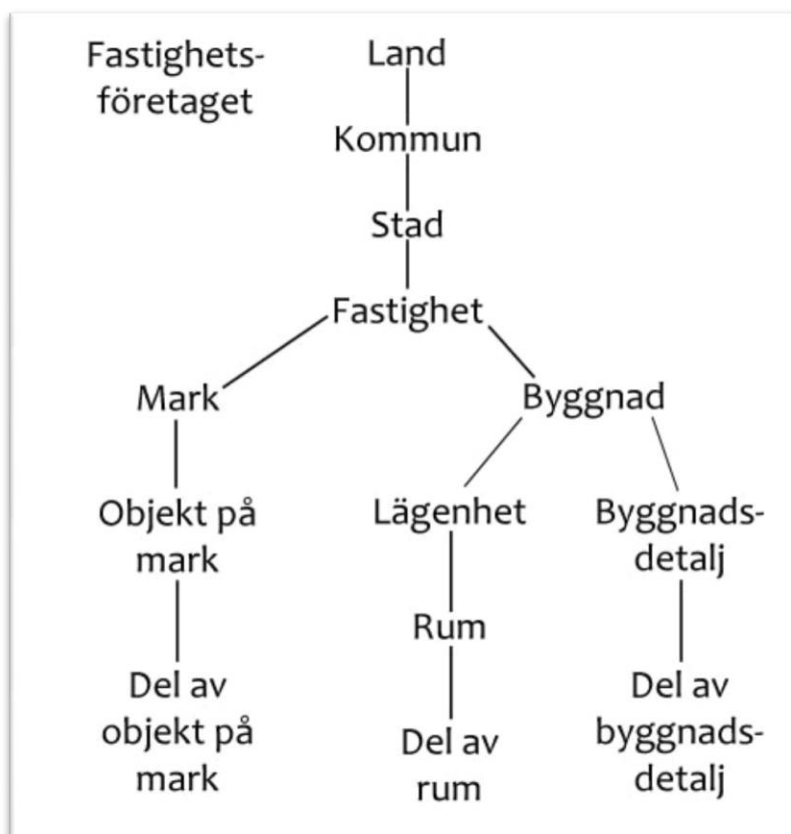 Fastighets-
företaget
Land
Kommun
Stad
Fastighet
Mark
Byggnad
Objekt på
mark
Lägenhet
Byggnads-
detalj
Rum
Del av
objekt på
mark
Del av
rum
Del av
byggnads-
detalj